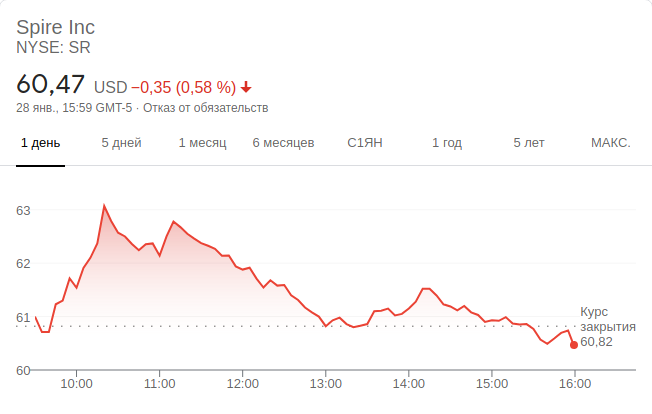 Spire Inc
NYSE: SR
60,47 USD −0,35 (0,58 %)
28 янв., 15:59 GMT-5 · Отказ от обязательств
1 день 5 дней 1 месяц 6 месяцев С1ЯН 1 год 5 лет МАКС.
63
62
61
60
Курс
закрытия
60,82
10:00 11:00 12:00 13:00 14:00 15:00 16:00